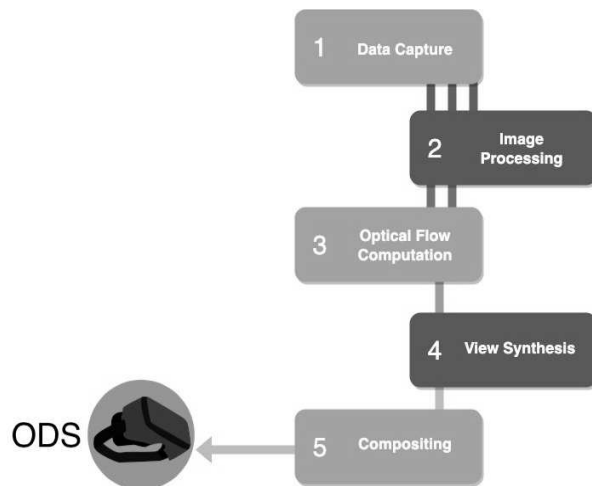 1 Data Capture
2 Image
Processing
3 Optical Flow
Computation
4 View Synthesis
ODS
5 Compositing